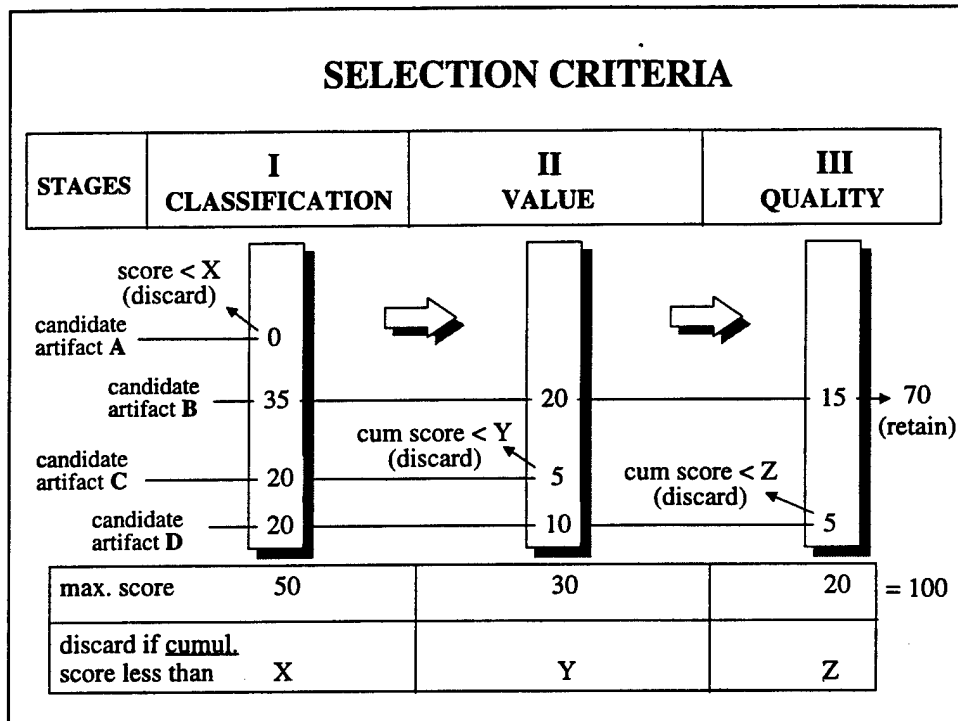 SELECTION CRITERIA
STAGES
I
CLASSIFICATION
II
VALUE
III
QUALITY
score < X
(discard)
candidate
artifact A
0
candidate
artifact B
35
20
15
70
(retain)
cum score < Y
(discard)
candidate
artifact C
20
5
cum score < Z
(discard)
candidate
artifact D
20
10
5
max. score 50 30 20 = 100
discard if cumul.
score less than X Y Z